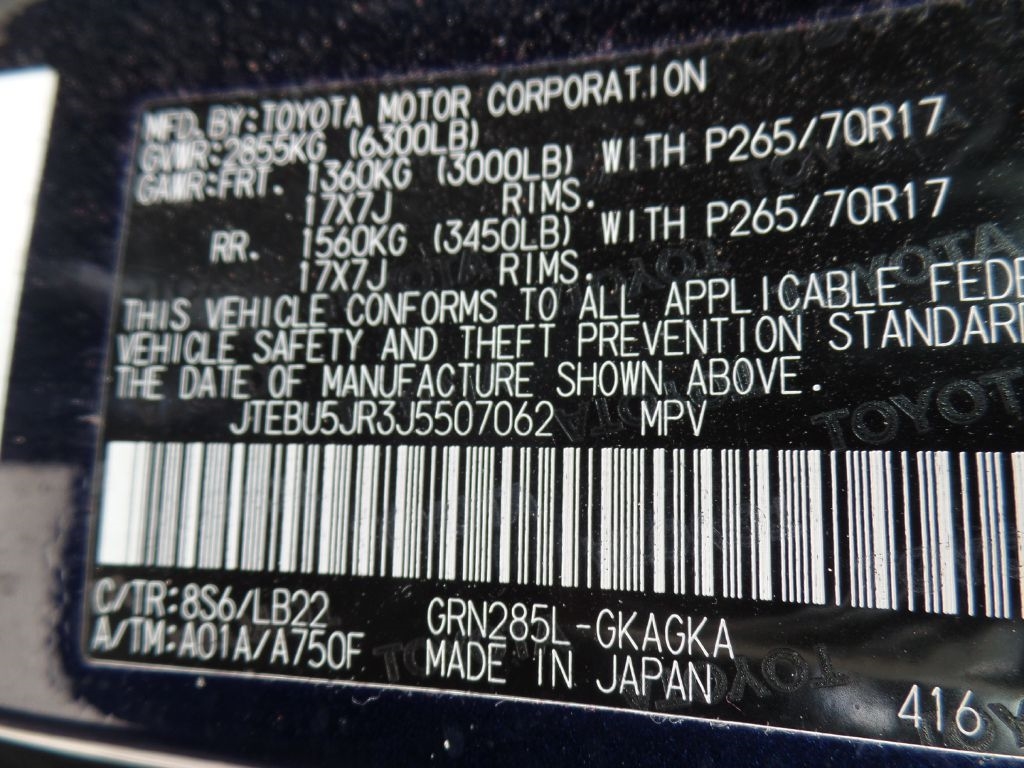 MFD.BY:TOYOTA MOTOR CORPORATION
GVWR:2855KG (6300LB)
GAWR:FRT. 1360KG (3000LB) WITH P265/70R17
17X7J RIMS.
RR. 1560KG (3450LB) WITH P265/70R17
17X7J RIMS.
THIS VEHICLE CONFORMS TO ALL APPLICABLE FEDE
VEHICLE SAFETY AND THEFT PREVENTION STANDAR
THE DATE OF MANUFACTURE SHOWN ABOVE.
JTEBU5JR3J5507062 MPV
C/TR:8S6/LB22 GRN285L-GKAGKA
A/TM:A01A/A750F MADE IN JAPAN
416
TOYOTA